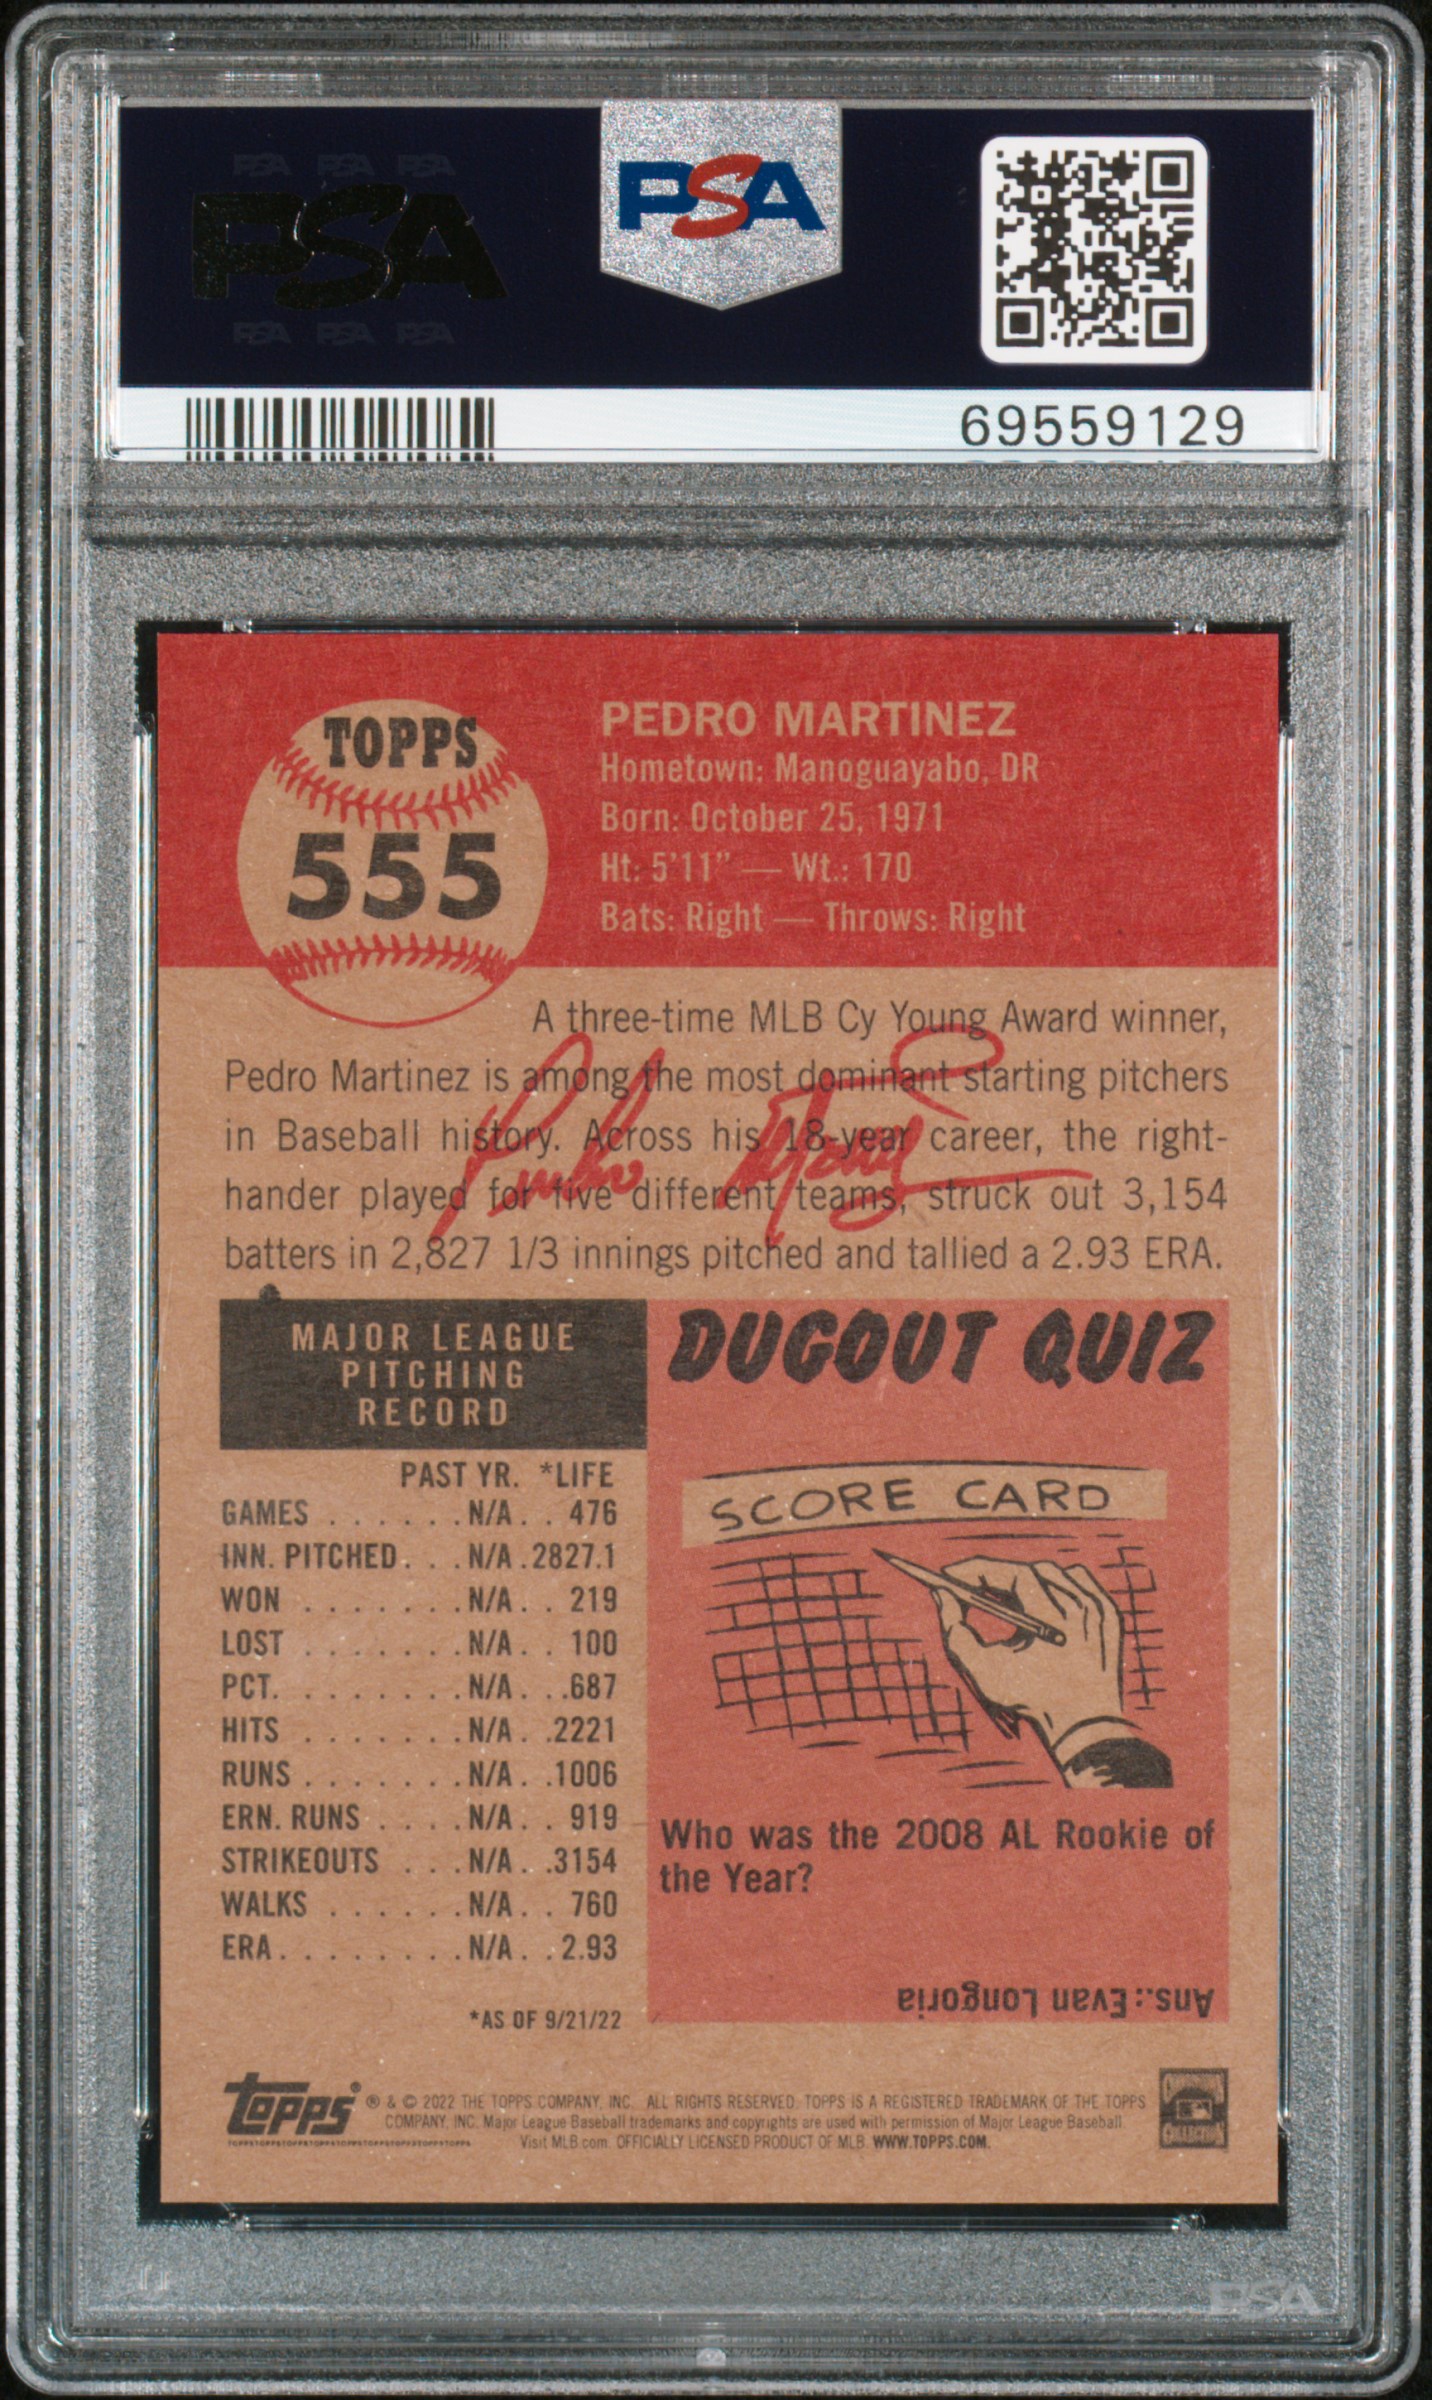 PSA PSA PSA
PSA
PSA PSA PSA
PSA
69559129
TOPPS
555
PEDRO MARTINEZ
Hometown: Manoguayabo, DR
Born: October 25, 1971
Ht: 5'11" — Wt.: 170
Bats: Right — Throws: Right
A three-time MLB Cy Young Award winner,
Pedro Martinez is among the most dominant starting pitchers
in Baseball history. Across his 18-year career, the right-
hander played for five different teams, struck out 3,154
batters in 2,827 1/3 innings pitched and tallied a 2.93 ERA.
MAJOR LEAGUE
PITCHING
RECORD
PAST YR. *LIFE
GAMES . . . . . . N/A . . 476
INN. PITCHED. . . N/A .2827.1
WON . . . . . . . N/A . . 219
LOST . . . . . . . N/A . . 100
PCT. . . . . . . . N/A . . .687
HITS . . . . . . . N/A . .2221
RUNS . . . . . . . N/A . .1006
ERN. RUNS . . . . N/A . . 919
STRIKEOUTS . . . N/A . .3154
WALKS . . . . . . N/A . . 760
ERA. . . . . . . . N/A . . 2.93
*AS OF 9/21/22
DUGOUT QUIZ
SCORE CARD
Who was the 2008 AL Rookie of
the Year?
Ans.: Evan Longoria
topps®
® & © 2022 THE TOPPS COMPANY, INC. ALL RIGHTS RESERVED. TOPPS IS A REGISTERED TRADEMARK OF THE TOPPS
COMPANY, INC. Major League Baseball trademarks and copyrights are used with permission of Major League Baseball.
Visit MLB.com. OFFICIALLY LICENSED PRODUCT OF MLB. WWW.TOPPS.COM.
COLLECTION
PSA